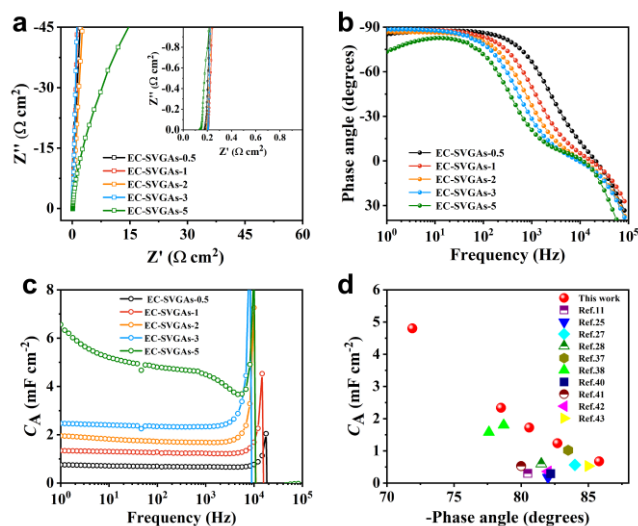 a
-45
-30
-15
0
Z'' (Ω cm²)
0 15 30 45 60
Z' (Ω cm²)
EC-SVGAs-0.5
EC-SVGAs-1
EC-SVGAs-2
EC-SVGAs-3
EC-SVGAs-5
-0.8
-0.6
-0.4
-0.2
0.0
Z'' (Ω cm²)
0.0 0.2 0.4 0.6 0.8
Z' (Ω cm²)
b
-90
-60
-30
0
30
Phase angle (degrees)
EC-SVGAs-0.5
EC-SVGAs-1
EC-SVGAs-2
EC-SVGAs-3
EC-SVGAs-5
10⁰ 10¹ 10² 10³ 10⁴ 10⁵
Frequency (Hz)
c
8
6
4
2
0
C_A (mF cm⁻²)
EC-SVGAs-0.5
EC-SVGAs-1
EC-SVGAs-2
EC-SVGAs-3
EC-SVGAs-5
10⁰ 10¹ 10² 10³ 10⁴ 10⁵
Frequency (Hz)
d
6
5
4
3
2
1
0
C_A (mF cm⁻²)
This work
Ref.11
Ref.25
Ref.27
Ref.28
Ref.37
Ref.38
Ref.40
Ref.41
Ref.42
Ref.43
70 75 80 85
-Phase angle (degrees)